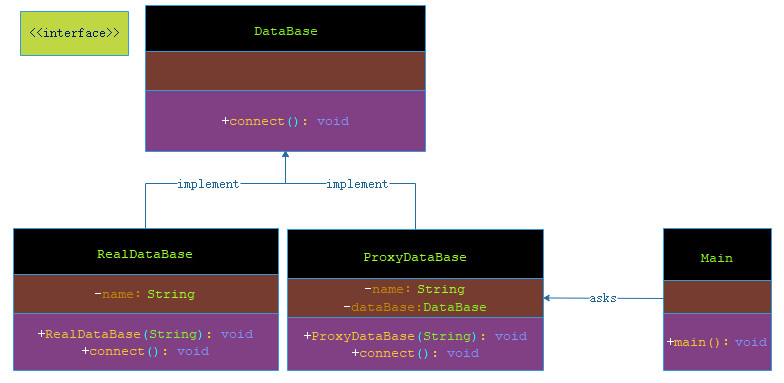 <<interface>>
DataBase
+connect(): void
implement
implement
RealDataBase
-name: String
+RealDataBase(String): void
+connect(): void
ProxyDataBase
-name: String
-dataBase:DataBase
+ProxyDataBase(String): void
+connect(): void
asks
Main
+main(): void